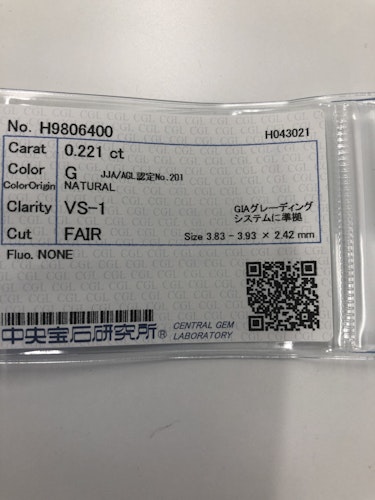 No. H9806400 H043021
Carat 0.221 ct
Color G JJA/AGL認定No.201
ColorOrigin NATURAL
Clarity VS-1 GIAグレーディング
システムに準拠
Cut FAIR Size 3.83 - 3.93 × 2.42 mm
Fluo. NONE
中央宝石研究所® CENTRAL GEM
LABORATORY